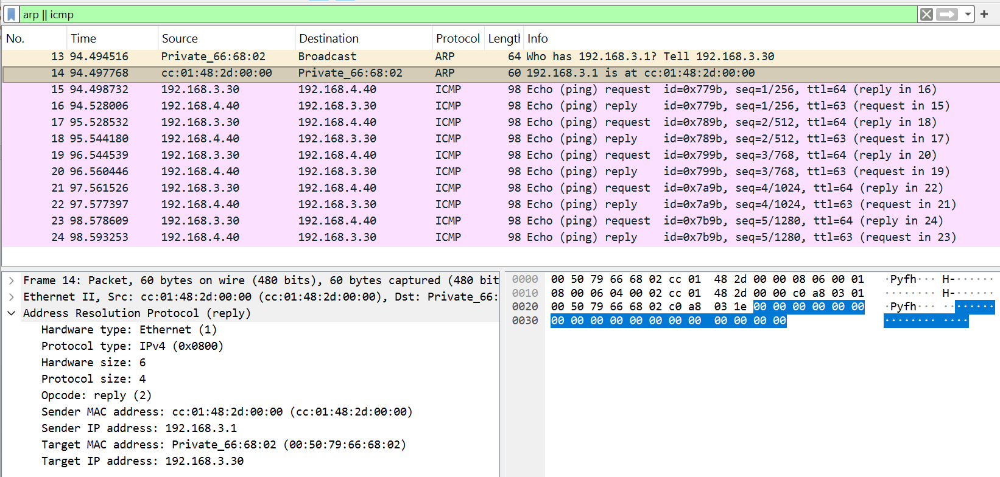 arp || icmp
No. Time Source Destination Protocol Length Info
13 94.494516 Private_66:68:02 Broadcast ARP 64 Who has 192.168.3.1? Tell 192.168.3.30
14 94.497768 cc:01:48:2d:00:00 Private_66:68:02 ARP 60 192.168.3.1 is at cc:01:48:2d:00:00
15 94.498732 192.168.3.30 192.168.4.40 ICMP 98 Echo (ping) request id=0x779b, seq=1/256, ttl=64 (reply in 16)
16 94.528006 192.168.4.40 192.168.3.30 ICMP 98 Echo (ping) reply id=0x779b, seq=1/256, ttl=63 (request in 15)
17 95.528532 192.168.3.30 192.168.4.40 ICMP 98 Echo (ping) request id=0x789b, seq=2/512, ttl=64 (reply in 18)
18 95.544180 192.168.4.40 192.168.3.30 ICMP 98 Echo (ping) reply id=0x789b, seq=2/512, ttl=63 (request in 17)
19 96.544539 192.168.3.30 192.168.4.40 ICMP 98 Echo (ping) request id=0x799b, seq=3/768, ttl=64 (reply in 20)
20 96.560446 192.168.4.40 192.168.3.30 ICMP 98 Echo (ping) reply id=0x799b, seq=3/768, ttl=63 (request in 19)
21 97.561526 192.168.3.30 192.168.4.40 ICMP 98 Echo (ping) request id=0x7a9b, seq=4/1024, ttl=64 (reply in 22)
22 97.577397 192.168.4.40 192.168.3.30 ICMP 98 Echo (ping) reply id=0x7a9b, seq=4/1024, ttl=63 (request in 21)
23 98.578609 192.168.3.30 192.168.4.40 ICMP 98 Echo (ping) request id=0x7b9b, seq=5/1280, ttl=64 (reply in 24)
24 98.593253 192.168.4.40 192.168.3.30 ICMP 98 Echo (ping) reply id=0x7b9b, seq=5/1280, ttl=63 (request in 23)
Frame 14: Packet, 60 bytes on wire (480 bits), 60 bytes captured (480 bit
Ethernet II, Src: cc:01:48:2d:00:00 (cc:01:48:2d:00:00), Dst: Private_66:
Address Resolution Protocol (reply)
Hardware type: Ethernet (1)
Protocol type: IPv4 (0x0800)
Hardware size: 6
Protocol size: 4
Opcode: reply (2)
Sender MAC address: cc:01:48:2d:00:00 (cc:01:48:2d:00:00)
Sender IP address: 192.168.3.1
Target MAC address: Private_66:68:02 (00:50:79:66:68:02)
Target IP address: 192.168.3.30
0000 00 50 79 66 68 02 cc 01 48 2d 00 00 08 06 00 01 ·Pyfh··· H-······
0010 08 00 06 04 00 02 cc 01 48 2d 00 00 c0 a8 03 01 ········ H-······
0020 00 50 79 66 68 02 c0 a8 03 1e 00 00 00 00 00 00 ·Pyfh··· ········
0030 00 00 00 00 00 00 00 00 00 00 00 00 ········ ····